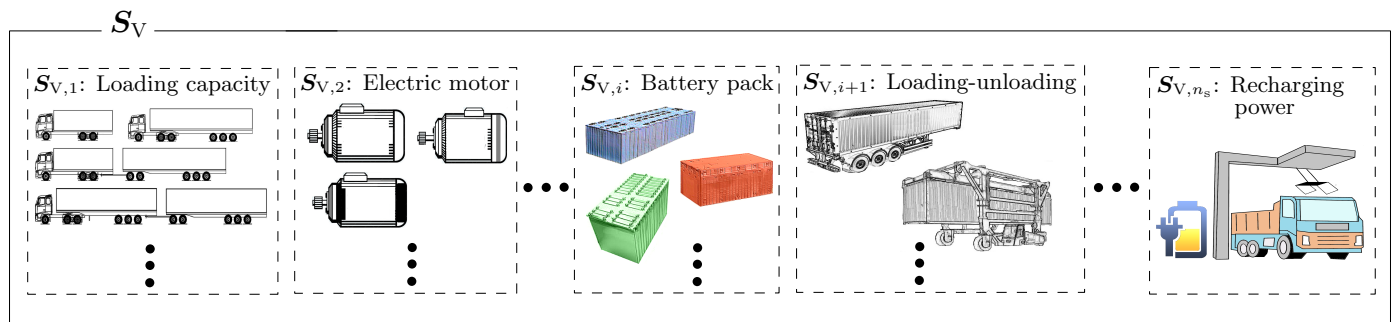 S_V
S_V,1: Loading capacity
S_V,2: Electric motor
S_V,i: Battery pack
S_V,i+1: Loading-unloading
S_V,n_s: Recharging
power